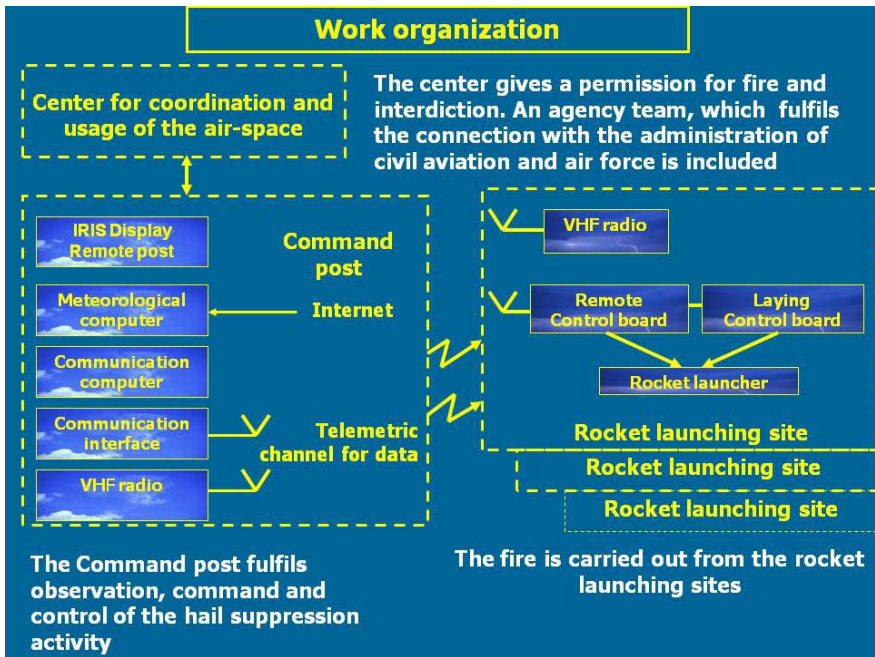 Work organization
Center for coordination and
usage of the air-space
The center gives a permission for fire and
interdiction. An agency team, which fulfils
the connection with the administration of
civil aviation and air force is included
IRIS Display
Remote post
Command
post
Meteorological
computer
Internet
Communication
computer
Communication
interface
Telemetric
channel for data
VHF radio
VHF radio
Remote
Control board
Laying
Control board
Rocket launcher
Rocket launching site
Rocket launching site
Rocket launching site
The Command post fulfils
observation, command and
control of the hail suppression
activity
The fire is carried out from the rocket
launching sites